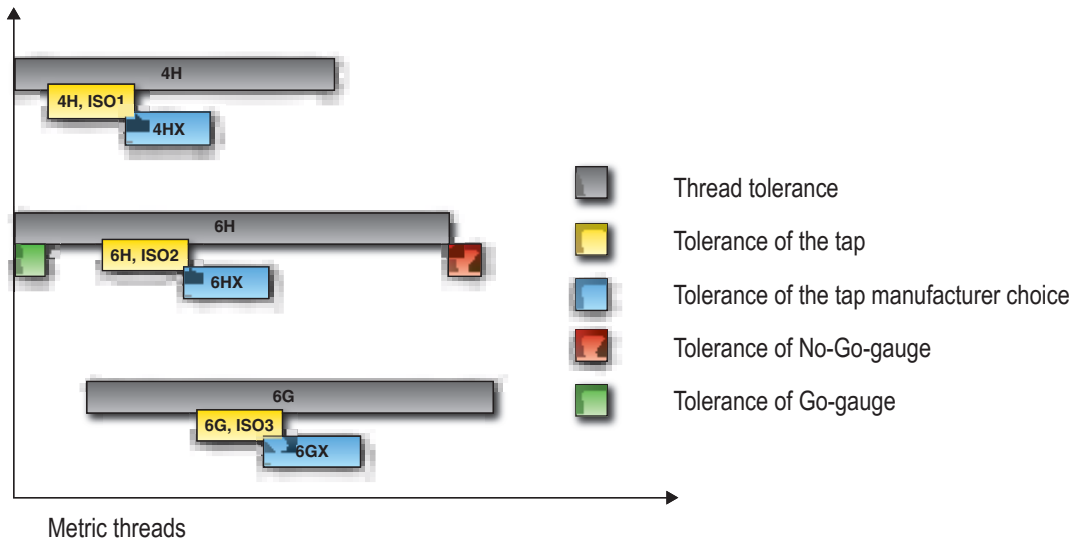 4H
4H, ISO1
4HX
6H
6H, ISO2
6HX
6G
6G, ISO3
6GX
Metric threads
Thread tolerance
Tolerance of the tap
Tolerance of the tap manufacturer choice
Tolerance of No-Go-gauge
Tolerance of Go-gauge